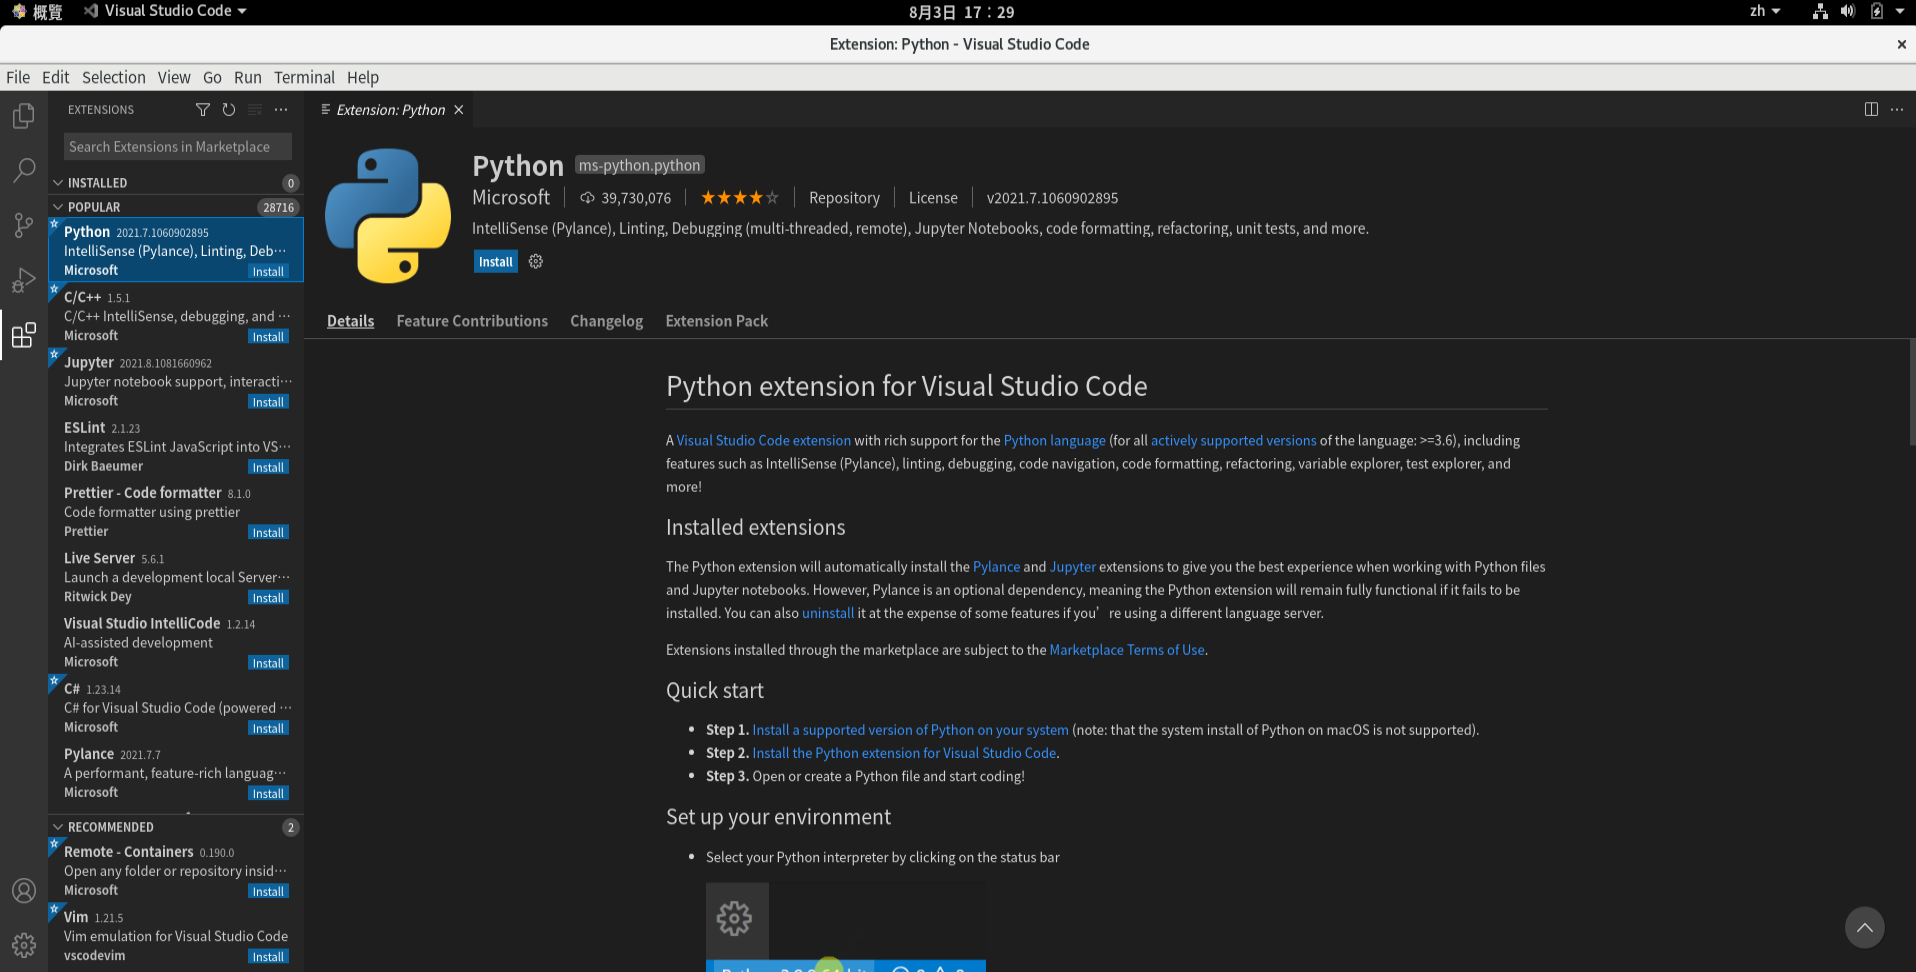 概覽 Visual Studio Code 8月3日 17：29 zh
Extension: Python - Visual Studio Code
File Edit Selection View Go Run Terminal Help
EXTENSIONS
Search Extensions in Marketplace
INSTALLED 0
POPULAR 28716
Python 2021.7.1060902895
IntelliSense (Pylance), Linting, Deb···
Microsoft Install
C/C++ 1.5.1
C/C++ IntelliSense, debugging, and ···
Microsoft Install
Jupyter 2021.8.1081660962
Jupyter notebook support, interacti···
Microsoft Install
ESLint 2.1.23
Integrates ESLint JavaScript into VS···
Dirk Baeumer Install
Prettier - Code formatter 8.1.0
Code formatter using prettier
Prettier Install
Live Server 5.6.1
Launch a development local Server···
Ritwick Dey Install
Visual Studio IntelliCode 1.2.14
AI-assisted development
Microsoft Install
C# 1.23.14
C# for Visual Studio Code (powered ···
Microsoft Install
Pylance 2021.7.7
A performant, feature-rich languag···
Microsoft Install
RECOMMENDED 2
Remote - Containers 0.190.0
Open any folder or repository insid···
Microsoft Install
Vim 1.21.5
Vim emulation for Visual Studio Code
vscodevim Install
Extension: Python
Python ms-python.python
Microsoft 39,730,076 Repository License v2021.7.1060902895
IntelliSense (Pylance), Linting, Debugging (multi-threaded, remote), Jupyter Notebooks, code formatting, refactoring, unit tests, and more.
Install
Details Feature Contributions Changelog Extension Pack
Python extension for Visual Studio Code
A Visual Studio Code extension with rich support for the Python language (for all actively supported versions of the language: >=3.6), including
features such as IntelliSense (Pylance), linting, debugging, code navigation, code formatting, refactoring, variable explorer, test explorer, and
more!
Installed extensions
The Python extension will automatically install the Pylance and Jupyter extensions to give you the best experience when working with Python files
and Jupyter notebooks. However, Pylance is an optional dependency, meaning the Python extension will remain fully functional if it fails to be
installed. You can also uninstall it at the expense of some features if you’re using a different language server.
Extensions installed through the marketplace are subject to the Marketplace Terms of Use.
Quick start
• Step 1. Install a supported version of Python on your system (note: that the system install of Python on macOS is not supported).
• Step 2. Install the Python extension for Visual Studio Code.
• Step 3. Open or create a Python file and start coding!
Set up your environment
• Select your Python interpreter by clicking on the status bar